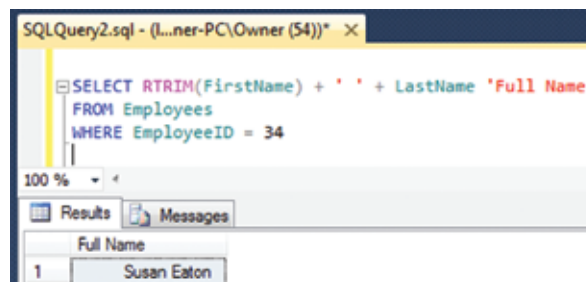 SQLQuery2.sql - (l...ner-PC\Owner (54))* ×
SELECT RTRIM(FirstName) + ' ' + LastName 'Full Name
FROM Employees
WHERE EmployeeID = 34
100 %
Results Messages
Full Name
1 Susan Eaton